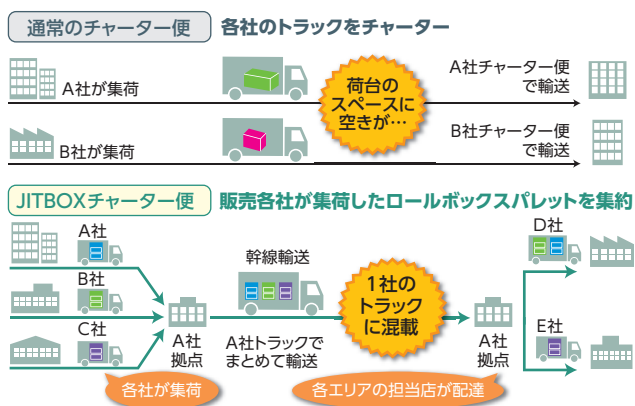 通常のチャーター便
各社のトラックをチャーター
A社が集荷
荷台の
スペースに
空きが…
A社チャーター便
で輸送
B社が集荷
B社チャーター便
で輸送
JITBOXチャーター便
販売各社が集荷したロールボックスパレットを集約
A社
B社
C社
A社
拠点
幹線輸送
A社トラックで
まとめて輸送
1社の
トラック
に混載
A社
拠点
D社
E社
各社が集荷
各エリアの担当店が配達